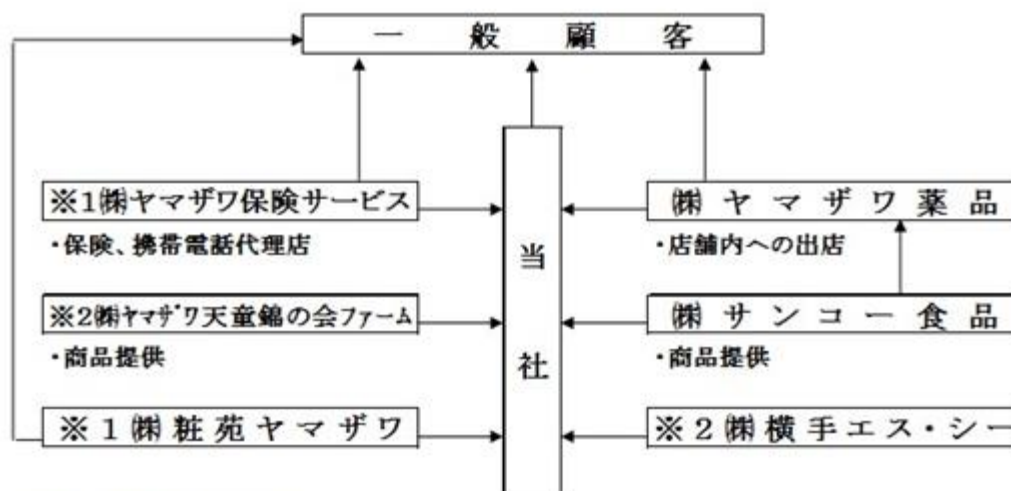 一般顧客
※1㈱ヤマザワ保険サービス
・保険、携帯電話代理店
※2㈱ヤマザワ天童錦の会ファーム
・商品提供
※1㈱粧苑ヤマザワ
当社
㈱ヤマザワ薬品
・店舗内への出店
㈱サンコー食品
・商品提供
※2㈱横手エス・シー